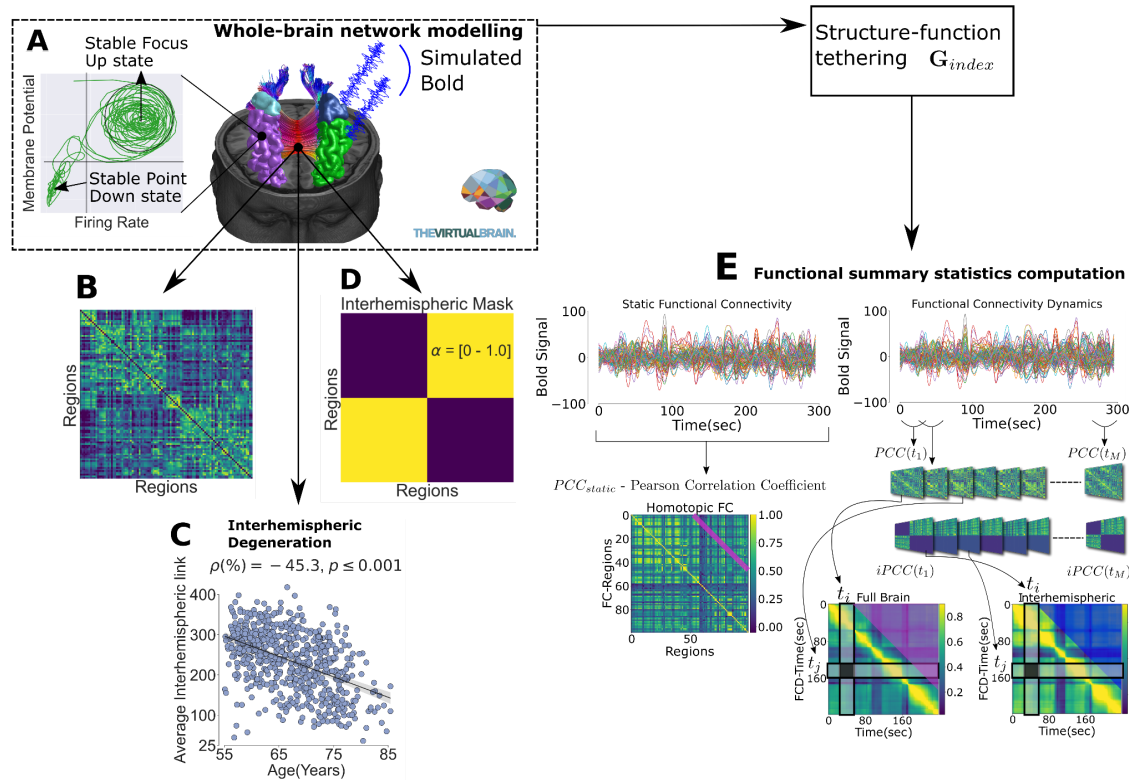 A
Whole-brain network modelling
Stable Focus
Up state
Simulated
Bold
Membrane Potential
Stable Point
Down state
Firing Rate
THEVIRTUALBRAIN.
Structure-function
tethering G_index
B
Regions
Regions
D
Interhemispheric Mask
α = [0 - 1.0]
Regions
Regions
C
Interhemispheric
Degeneration
ρ(%) = − 45.3, p ≤ 0.001
Average Interhemispheric link
400
300
200
100
25
55
65
75
85
Age(Years)
E
Functional summary statistics computation
Static Functional Connectivity
Bold Signal
100
0
−100
0
100
200
300
Time(sec)
PCC_static - Pearson Correlation Coefficient
Homotopic FC
FC-Regions
0
20
40
60
80
0
50
Regions
1.00
0.75
0.50
0.25
0.00
Functional Connectivity Dynamics
Bold Signal
100
0
−100
0
100
200
300
Time(sec)
PCC(t₁)
PCC(t_M)
iPCC(t₁)
iPCC(t_M)
t_i
Full Brain
t_j
FCD-Time(sec)
0
80
160
0
80
160
Time(sec)
0.8
0.6
0.4
0.2
t_i
Interhemispheric
t_j
FCD-Time(sec)
0
80
160
0
80
160
Time(sec)